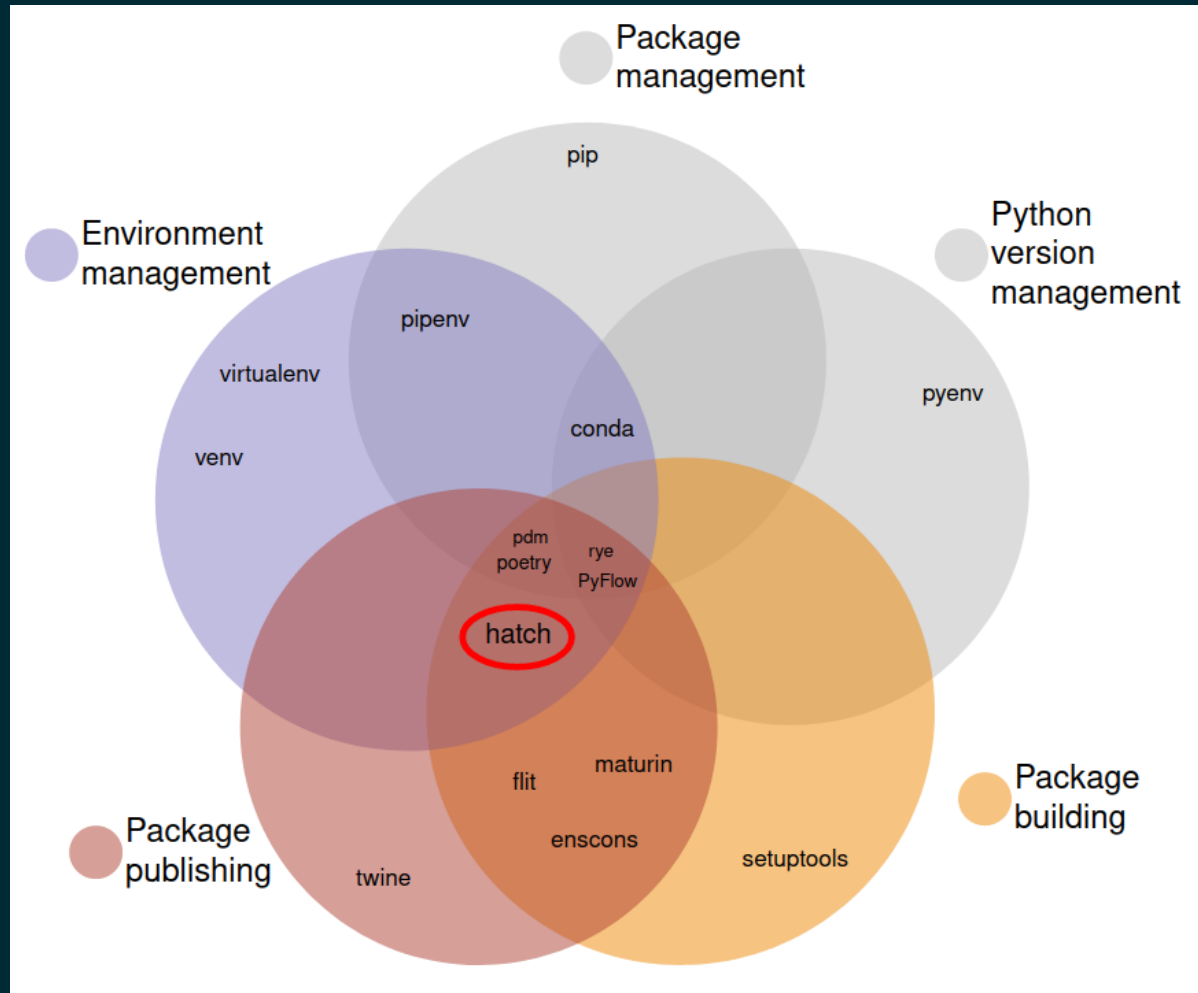 Package
management
pip
Python
version
management
Environment
management
pipenv
virtualenv
pyenv
conda
venv
pdm
rye
poetry
PyFlow
hatch
maturin
flit
Package
building
Package
publishing
enscons
setuptools
twine